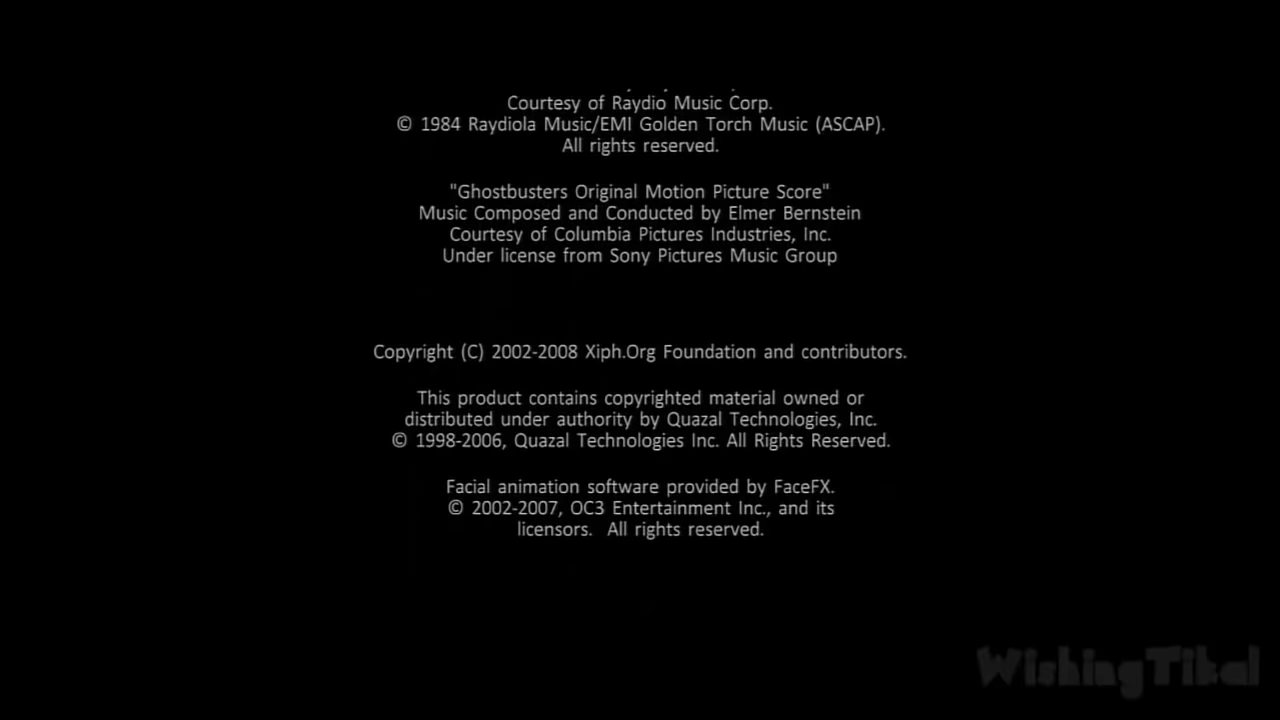 Courtesy of Raydio Music Corp.
© 1984 Raydiola Music/EMI Golden Torch Music (ASCAP).
All rights reserved.
"Ghostbusters Original Motion Picture Score"
Music Composed and Conducted by Elmer Bernstein
Courtesy of Columbia Pictures Industries, Inc.
Under license from Sony Pictures Music Group
Copyright (C) 2002-2008 Xiph.Org Foundation and contributors.
This product contains copyrighted material owned or
distributed under authority by Quazal Technologies, Inc.
© 1998-2006, Quazal Technologies Inc. All Rights Reserved.
Facial animation software provided by FaceFX.
© 2002-2007, OC3 Entertainment Inc., and its
licensors.  All rights reserved.
WishingTikal